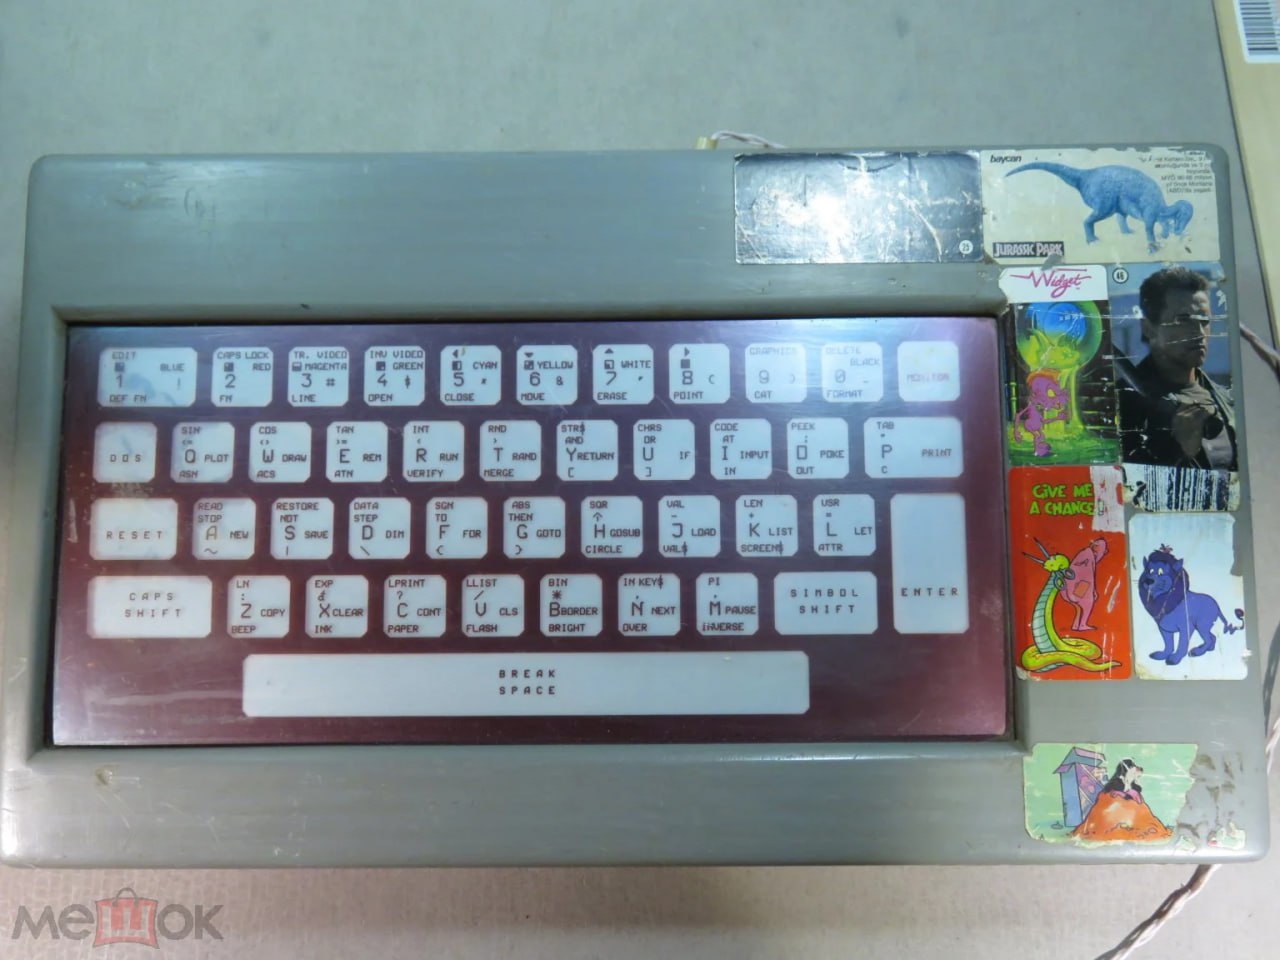 baycan
JURASSIC PARK
25
Widget
46
GIVE ME
A CHANCE!
EDIT
BLUE
1 !
DEF FN
CAPS LOCK
RED
2
FN
TR. VIDEO
MAGENTA
3 #
LINE
INV VIDEO
GREEN
4 $
OPEN
CYAN
5
CLOSE
YELLOW
6 &
MOVE
WHITE
7 '
ERASE
8 (
POINT
GRAPHICS
9 )
CAT
DELETE
BLACK
0 _
FORMAT
MONITOR
DOS
SIN
<=
Q PLOT
ASN
COS
<>
W DRAW
ACS
TAN
>=
E REM
ATN
INT
<
R RUN
VERIFY
RND
>
T RAND
MERGE
STR$
AND
Y RETURN
[
CHRS
OR
U IF
]
CODE
AT
I INPUT
IN
PEEK
;
O POKE
OUT
TAB
"
P PRINT
C
RESET
READ
STOP
A NEW
~
RESTORE
NOT
S SAVE
|
DATA
STEP
D DIM
\
SGN
TO
F FOR
ABS
THEN
G GOTO
SQR
↑
H GOSUB
CIRCLE
VAL
-
J LOAD
VAL$
LEN
+
K LIST
SCREEN$
USR
=
L LET
ATTR
ENTER
CAPS
SHIFT
LN
:
Z COPY
BEEP
EXP
£
X CLEAR
INK
LPRINT
?
C CONT
PAPER
LLIST
/
V CLS
FLASH
BIN
*
B BORDER
BRIGHT
IN KEY$
,
N NEXT
OVER
PI
.
M PAUSE
INVERSE
SIMBOL
SHIFT
BREAK
SPACE
мешок